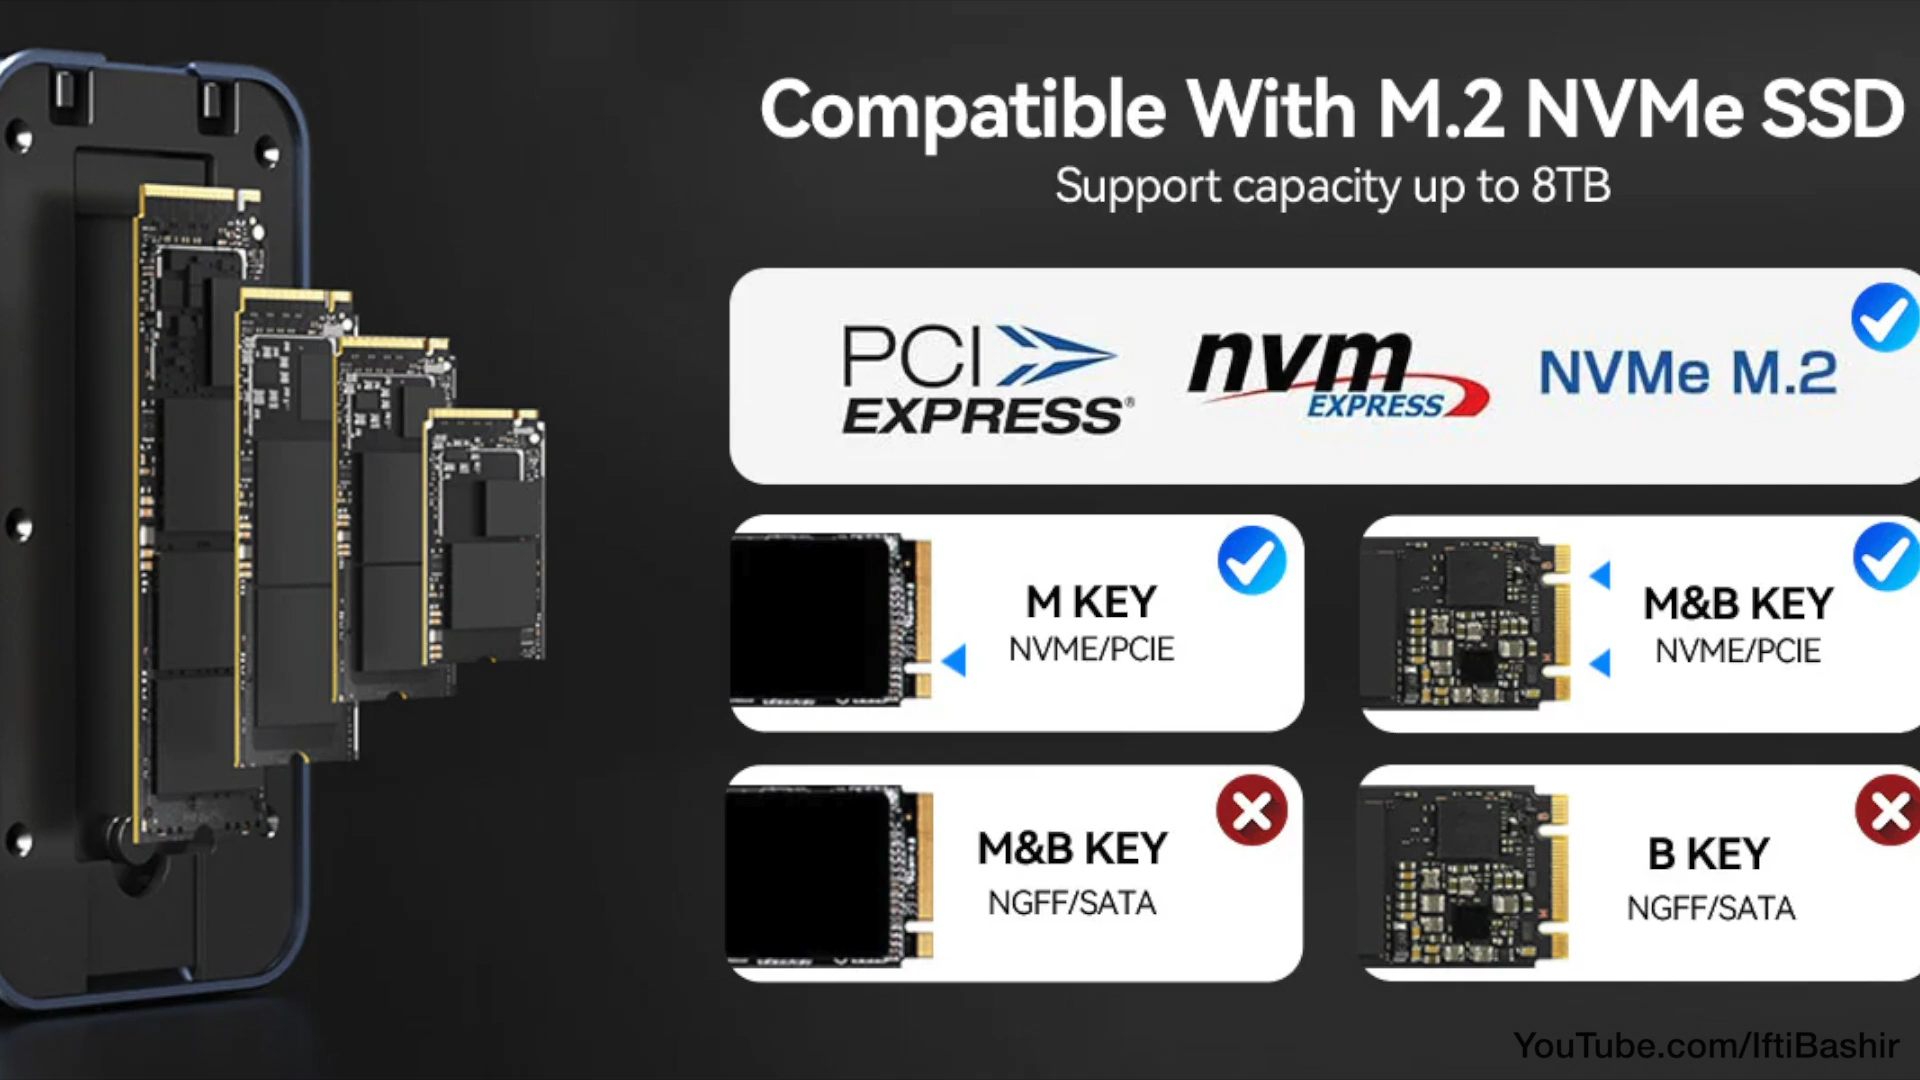 Compatible With M.2 NVMe SSD
Support capacity up to 8TB
PCI
EXPRESS®
nvm
EXPRESS
NVMe M.2
M KEY
NVME/PCIE
M&B KEY
NVME/PCIE
M&B KEY
NGFF/SATA
B KEY
NGFF/SATA
YouTube.com/IftiBashir